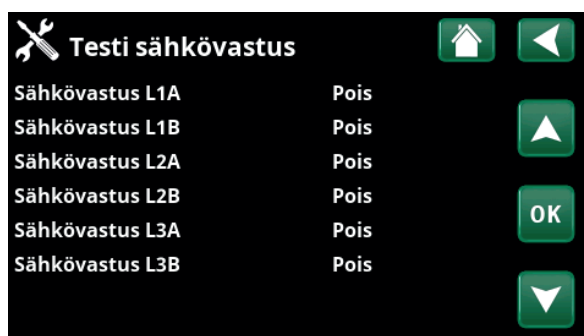 Testi sähkövastus
Sähkövastus L1A Pois
Sähkövastus L1B Pois
Sähkövastus L2A Pois
Sähkövastus L2B Pois
OK
Sähkövastus L3A Pois
Sähkövastus L3B Pois